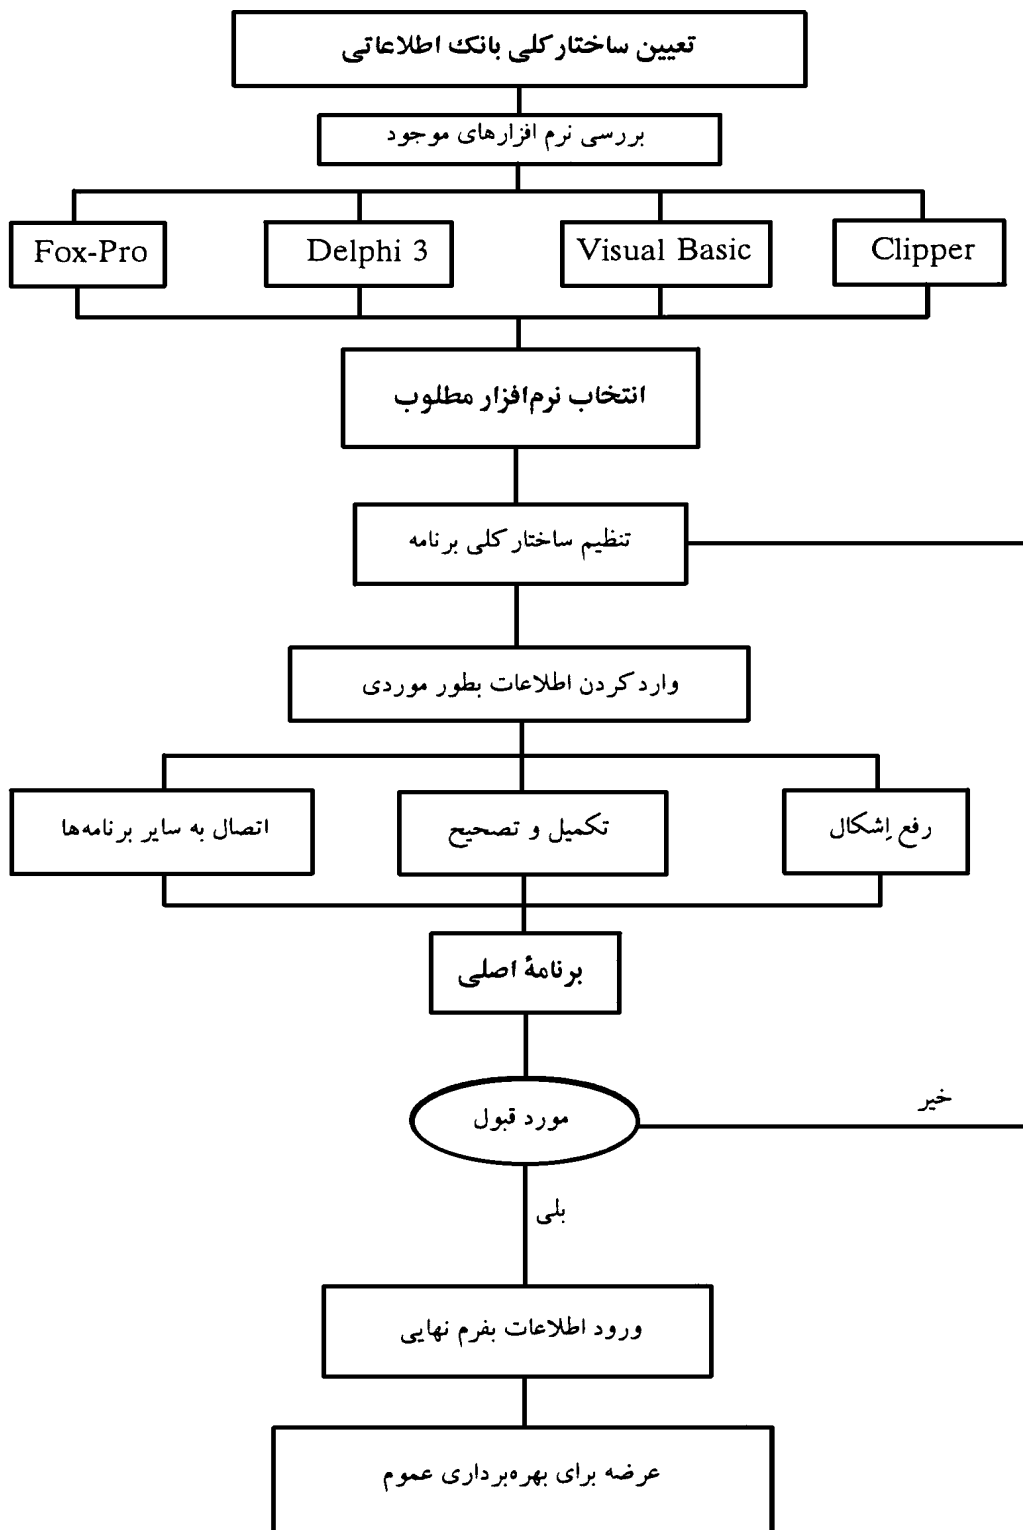 تعیین ساختار کلی بانک اطلاعاتی
بررسی نرم افزارهای موجود
Fox-Pro
Delphi 3
Visual Basic
Clipper
انتخاب نرم‌افزار مطلوب
تنظیم ساختار کلی برنامه
وارد کردن اطلاعات بطور موردی
اتصال به سایر برنامه‌ها
تکمیل و تصحیح
رفع اِشکال
برنامهٔ اصلی
مورد قبول
خیر
بلی
ورود اطلاعات بفرم نهایی
عرضه برای بهره‌برداری عموم